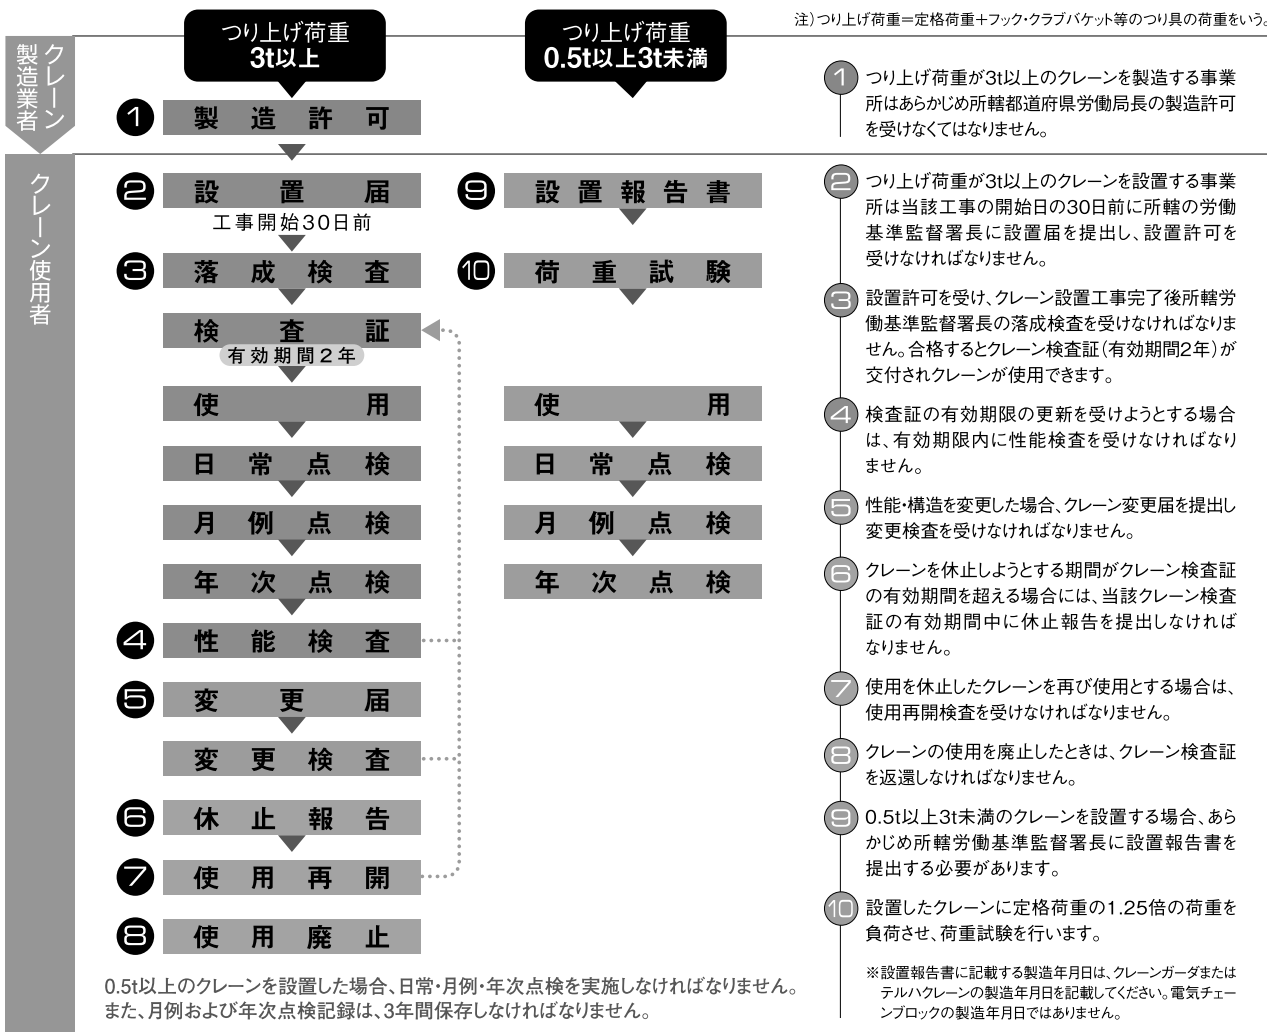 注）つり上げ荷重＝定格荷重＋フック・クラブバケット等のつり具の荷重をいう。
クレーン
製造業者
つり上げ荷重
3t以上
つり上げ荷重
0.5t以上3t未満
1 製造許可
クレーン使用者
2 設置届
工事開始30日前
3 落成検査
検査証
有効期間2年
使用
日常点検
月例点検
年次点検
4 性能検査
5 変更届
変更検査
6 休止報告
7 使用再開
8 使用廃止
9 設置報告書
10 荷重試験
使用
日常点検
月例点検
年次点検
0.5t以上のクレーンを設置した場合、日常・月例・年次点検を実施しなければなりません。
また、月例および年次点検記録は、3年間保存しなければなりません。
1 つり上げ荷重が3t以上のクレーンを製造する事業
所はあらかじめ所轄都道府県労働局長の製造許可
を受けなくてはなりません。
2 つり上げ荷重が3t以上のクレーンを設置する事業
所は当該工事の開始日の30日前に所轄の労働
基準監督署長に設置届を提出し、設置許可を
受けなければなりません。
3 設置許可を受け、クレーン設置工事完了後所轄労
働基準監督署長の落成検査を受けなければなりま
せん。合格するとクレーン検査証（有効期間2年）が
交付されクレーンが使用できます。
4 検査証の有効期限の更新を受けようとする場合
は、有効期限内に性能検査を受けなければなり
ません。
5 性能・構造を変更した場合、クレーン変更届を提出し
変更検査を受けなければなりません。
6 クレーンを休止しようとする期間がクレーン検査証
の有効期間を超える場合には、当該クレーン検査
証の有効期間中に休止報告を提出しなければ
なりません。
7 使用を休止したクレーンを再び使用とする場合は、
使用再開検査を受けなければなりません。
8 クレーンの使用を廃止したときは、クレーン検査証
を返還しなければなりません。
9 0.5t以上3t未満のクレーンを設置する場合、あら
かじめ所轄労働基準監督署長に設置報告書を
提出する必要があります。
10 設置したクレーンに定格荷重の1.25倍の荷重を
負荷させ、荷重試験を行います。
※設置報告書に記載する製造年月日は、クレーンガーダまたは
テルハクレーンの製造年月日を記載してください。電気チェー
ンブロックの製造年月日ではありません。